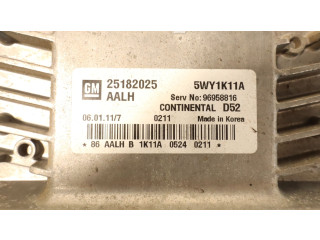 GM 25182025 5WY1K11A
AALH Serv No: 96958816
CONTINENTAL D52
06.01.11/7 0211 Made in Korea
* 86 AALH B 1K11A 0524 0211 *